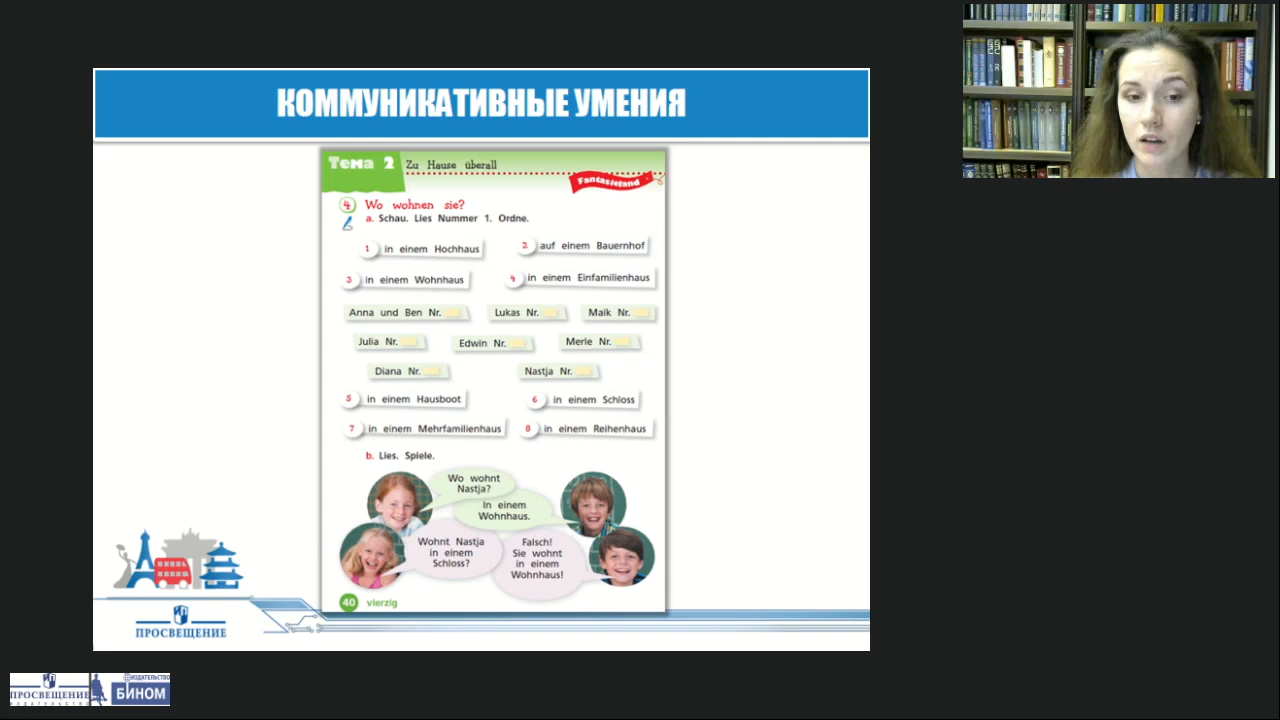 КОММУНИКАТИВНЫЕ УМЕНИЯ
Тема 2
Zu Hause überall
Fantasieland
4 Wo wohnen sie?
a. Schau. Lies Nummer 1. Ordne.
1 in einem Hochhaus
2 auf einem Bauernhof
3 in einem Wohnhaus
4 in einem Einfamilienhaus
Anna und Ben Nr.
Lukas Nr.
Maik Nr.
Julia Nr.
Edwin Nr.
Merle Nr.
Diana Nr.
Nastja Nr.
5 in einem Hausboot
6 in einem Schloss
7 in einem Mehrfamilienhaus
8 in einem Reihenhaus
b. Lies. Spiele.
Wo wohnt
Nastja?
In einem
Wohnhaus.
Wohnt Nastja
in einem
Schloss?
Falsch!
Sie wohnt
in einem
Wohnhaus!
40 vierzig
ПРОСВЕЩЕНИЕ
ПРОСВЕЩЕНИЕ
ИЗДАТЕЛЬСТВО
ИЗДАТЕЛЬСТВО
БИНОМ